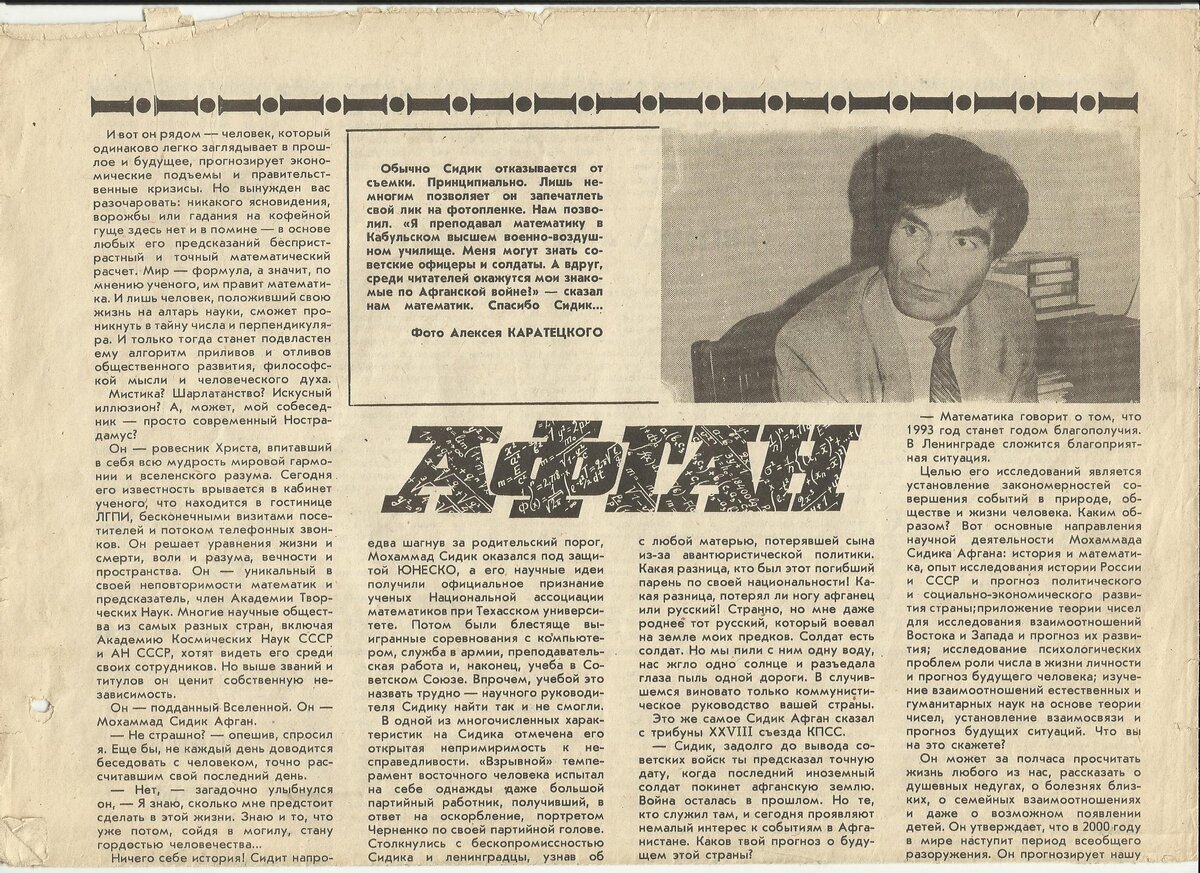 И вот он рядом — человек, который
одинаково легко заглядывает в прош-
лое и будущее, прогнозирует эконо-
мические подъемы и правительст-
венные кризисы. Но вынужден вас
разочаровать: никакого ясновидения,
ворожбы или гадания на кофейной
гуще здесь нет и в помине — в основе
любых его предсказаний бесприст-
растный и точный математический
расчет. Мир — формула, а значит, по
мнению ученого, им правит математи-
ка. И лишь человек, положивший свою
жизнь на алтарь науки, сможет про-
никнуть в тайну числа и перпендикуля-
ра. И только тогда станет подвластен
ему алгоритм приливов и отливов
общественного развития, философс-
кой мысли и человеческого духа.
Мистика? Шарлатанство? Искусный
иллюзион? А, может, мой собесед-
ник — просто современный Ностра-
дамус?
Он — ровесник Христа, впитавший
в себя всю мудрость мировой гармо-
нии и вселенского разума. Сегодня
его известность врывается в кабинет
ученого, что находится в гостинице
ЛГПИ, бесконечными визитами посе-
тителей и потоком телефонных звон-
ков. Он решает уравнения жизни и
смерти, воли и разума, вечности и
пространства. Он — уникальный в
своей неповторимости математик и
предсказатель, член Академии Твор-
ческих Наук. Многие научные общест-
ва из самых разных стран, включая
Академию Космических Наук СССР
и АН СССР, хотят видеть его среди
своих сотрудников. Но выше званий и
титулов он ценит собственную не-
зависимость.
Он — подданный Вселенной. Он —
Мохаммад Сидик Афган.
— Не страшно? — опешив, спросил
я. Еще бы, не каждый день доводится
беседовать с человеком, точно рас-
считавшим свой последний день.
— Нет, — загадочно улыбнулся
он, — Я знаю, сколько мне предстоит
сделать в этой жизни. Знаю и то, что
уже потом, сойдя в могилу, стану
гордостью человечества...
Ничего себе история! Сидит напро-
Обычно Сидик отказывается от
съемки. Принципиально. Лишь не-
многим позволяет он запечатлеть
свой лик на фотопленке. Нам позво-
лил. «Я преподавал математику в
Кабульском высшем военно-воздуш-
ном училище. Меня могут знать со-
ветские офицеры и солдаты. А вдруг,
среди читателей окажутся мои знако-
мые по Афганской войне!» — сказал
нам математик. Спасибо Сидик...
Фото Алексея КАРАТЕЦКОГО
АФГАН
едва шагнув за родительский порог,
Мохаммад Сидик оказался под защи-
той ЮНЕСКО, а его научные идеи
получили официальное признание
ученых Национальной ассоциации
математиков при Техасском универси-
тете. Потом были блестяще вы-
игранные соревнования с компьюте-
ром, служба в армии, преподаватель-
ская работа и, наконец, учеба в Со-
ветском Союзе. Впрочем, учебой это
назвать трудно — научного руководи-
теля Сидику найти так и не смогли.
В одной из многочисленных харак-
теристик на Сидика отмечена его
открытая непримиримость к не-
справедливости. «Взрывной» темпе-
рамент восточного человека испытал
на себе однажды даже большой
партийный работник, получивший, в
ответ на оскорбление, портретом
Черненко по своей партийной голове.
Столкнулись с бескопромиссностью
Сидика и ленинградцы, узнав об
с любой матерью, потерявшей сына
из-за авантюристической политики.
Какая разница, кто был этот погибший
парень по своей национальности! Ка-
кая разница, потерял ли ногу афганец
или русский! Странно, но мне даже
роднее тот русский, который воевал
на земле моих предков. Солдат есть
солдат. Но мы пили с ним одну воду,
нас жгло одно солнце и разъедала
глаза пыль одной дороги. В случив-
шемся виновато только коммунисти-
ческое руководство вашей страны.
Это же самое Сидик Афган сказал
с трибуны XXVIII съезда КПСС.
— Сидик, задолго до вывода со-
ветских войск ты предсказал точную
дату, когда последний иноземный
солдат покинет афганскую землю.
Война осталась в прошлом. Но те,
кто служил там, и сегодня проявляют
немалый интерес к событиям в Афга-
нистане. Каков твой прогноз о буду-
щем этой страны?
— Математика говорит о том, что
1993 год станет годом благополучия.
В Ленинграде сложится благоприят-
ная ситуация.
Целью его исследований является
установление закономерностей со-
вершения событий в природе, об-
ществе и жизни человека. Каким об-
разом? Вот основные направления
научной деятельности Мохаммада
Сидика Афгана: история и математи-
ка, опыт исследования истории России
и СССР и прогноз политического
и социально-экономического разви-
тия страны;приложение теории чисел
для исследования взаимоотношений
Востока и Запада и прогноз их разви-
тия; исследование психологических
проблем роли числа в жизни личности
и прогноз будущего человека; изуче-
ние взаимоотношений естественных и
гуманитарных наук на основе теории
чисел, установление взаимосвязи и
прогноз будущих ситуаций. Что вы
на это скажете?
Он может за полчаса просчитать
жизнь любого из нас, рассказать о
душевных недугах, о болезнях близ-
ких, о семейных взаимоотношениях
и даже о возможном появлении
детей. Он утверждает, что в 2000 году
в мире наступит период всеобщего
разоружения. Он прогнозирует нашу